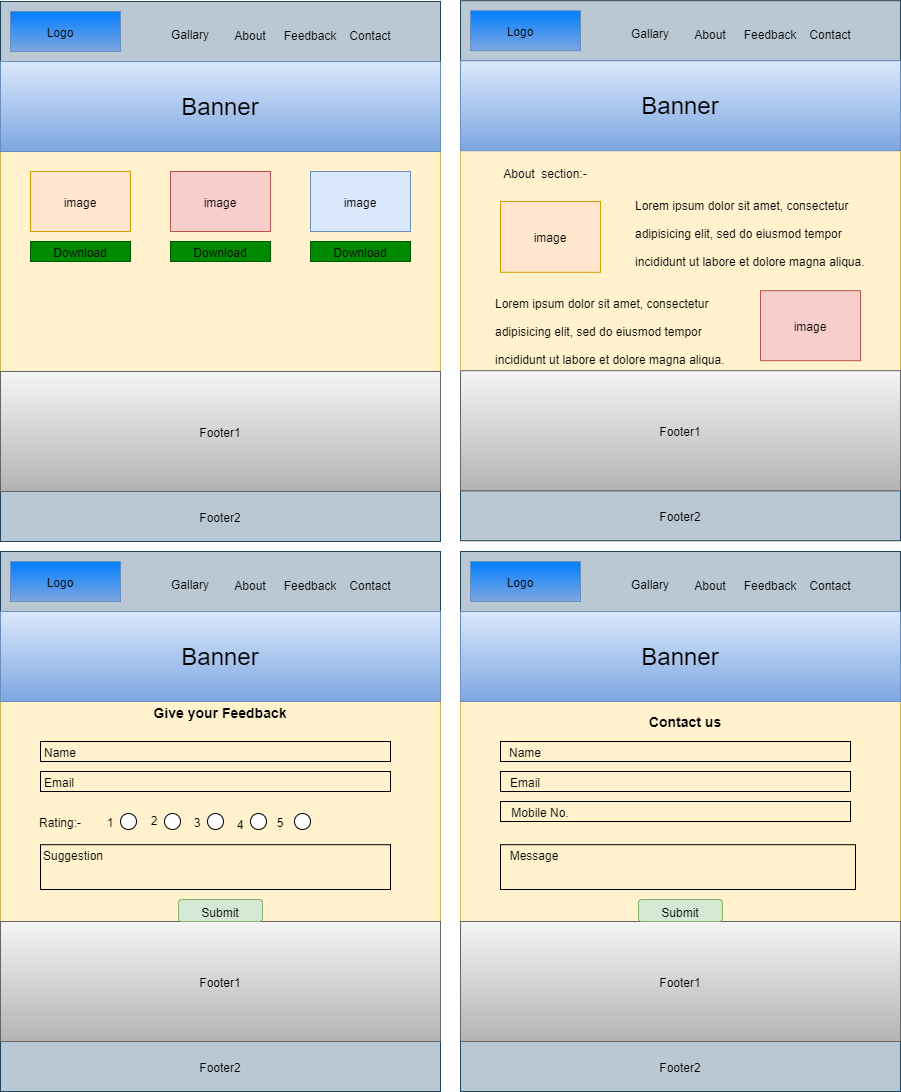 Logo
Gallary About Feedback Contact
Banner
image image image
Download Download Download
Footer1
Footer2
Logo
Gallary About Feedback Contact
Banner
About section:-
image
Lorem ipsum dolor sit amet, consectetur
adipisicing elit, sed do eiusmod tempor
incididunt ut labore et dolore magna aliqua.
Lorem ipsum dolor sit amet, consectetur
adipisicing elit, sed do eiusmod tempor
incididunt ut labore et dolore magna aliqua.
image
Footer1
Footer2
Logo
Gallary About Feedback Contact
Banner
Give your Feedback
Name
Email
Rating:- 1 2 3 4 5
Suggestion
Submit
Footer1
Footer2
Logo
Gallary About Feedback Contact
Banner
Contact us
Name
Email
Mobile No.
Message
Submit
Footer1
Footer2